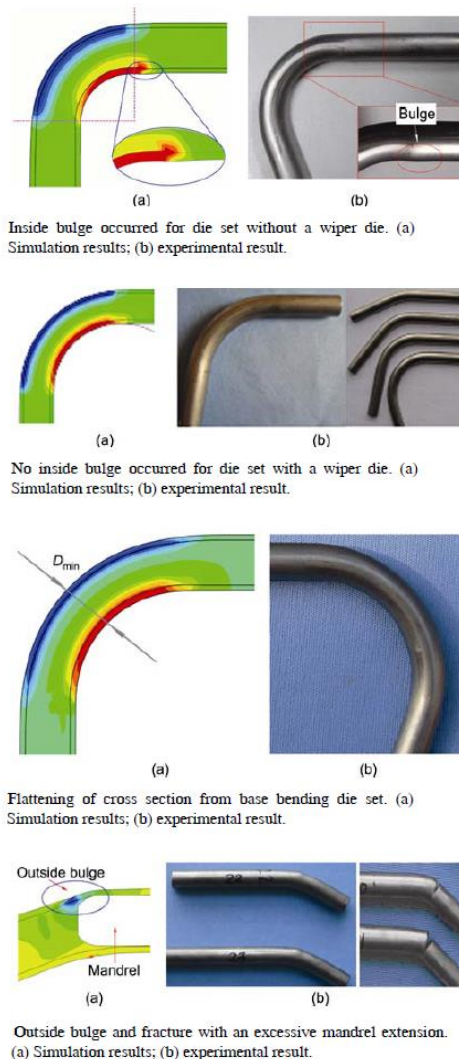 Bulge
(a)
(b)
Inside bulge occurred for die set without a wiper die. (a)
Simulation results; (b) experimental result.
(a)
(b)
No inside bulge occurred for die set with a wiper die. (a)
Simulation results; (b) experimental result.
Dmin
(a)
(b)
Flattening of cross section from base bending die set. (a)
Simulation results; (b) experimental result.
Outside bulge
Mandrel
(a)
(b)
Outside bulge and fracture with an excessive mandrel extension.
(a) Simulation results; (b) experimental result.